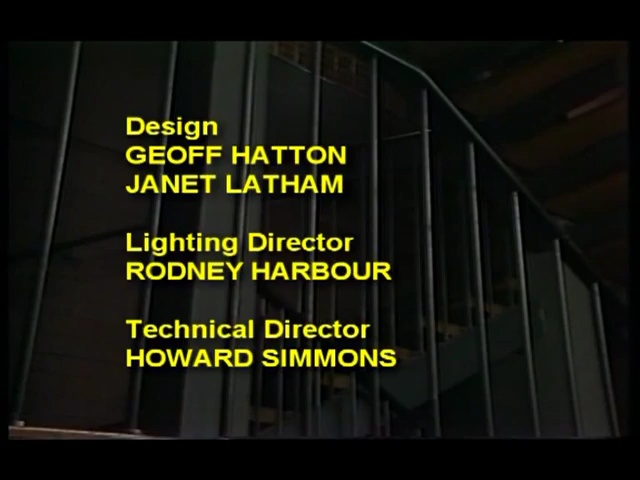 Design
GEOFF HATTON
JANET LATHAM
Lighting Director
RODNEY HARBOUR
Technical Director
HOWARD SIMMONS